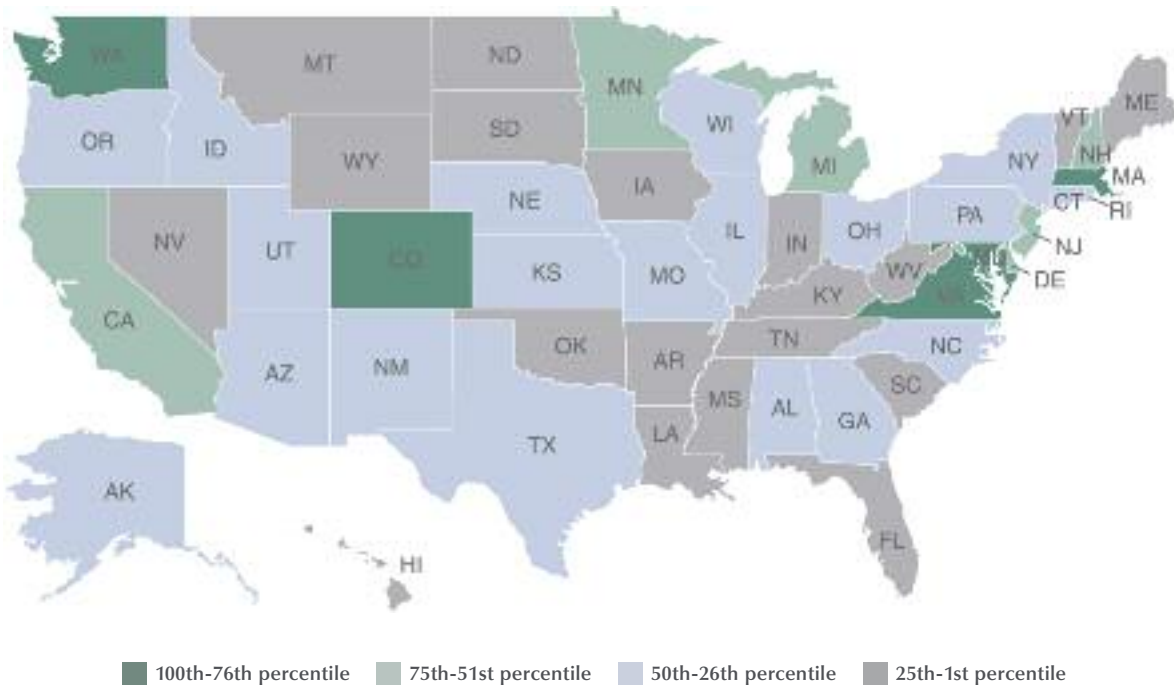 WA
MT
ND
MN
ME
VT
OR
ID
SD
WI
NH
WY
MI
NY
MA
IA
CT
RI
NE
PA
NV
UT
CO
IL
IN
OH
NJ
KS
MO
WV
MD
DE
KY
VA
CA
OK
TN
NC
AZ
NM
AR
SC
MS
AL
GA
LA
TX
AK
FL
HI
100th-76th percentile 75th-51st percentile 50th-26th percentile 25th-1st percentile